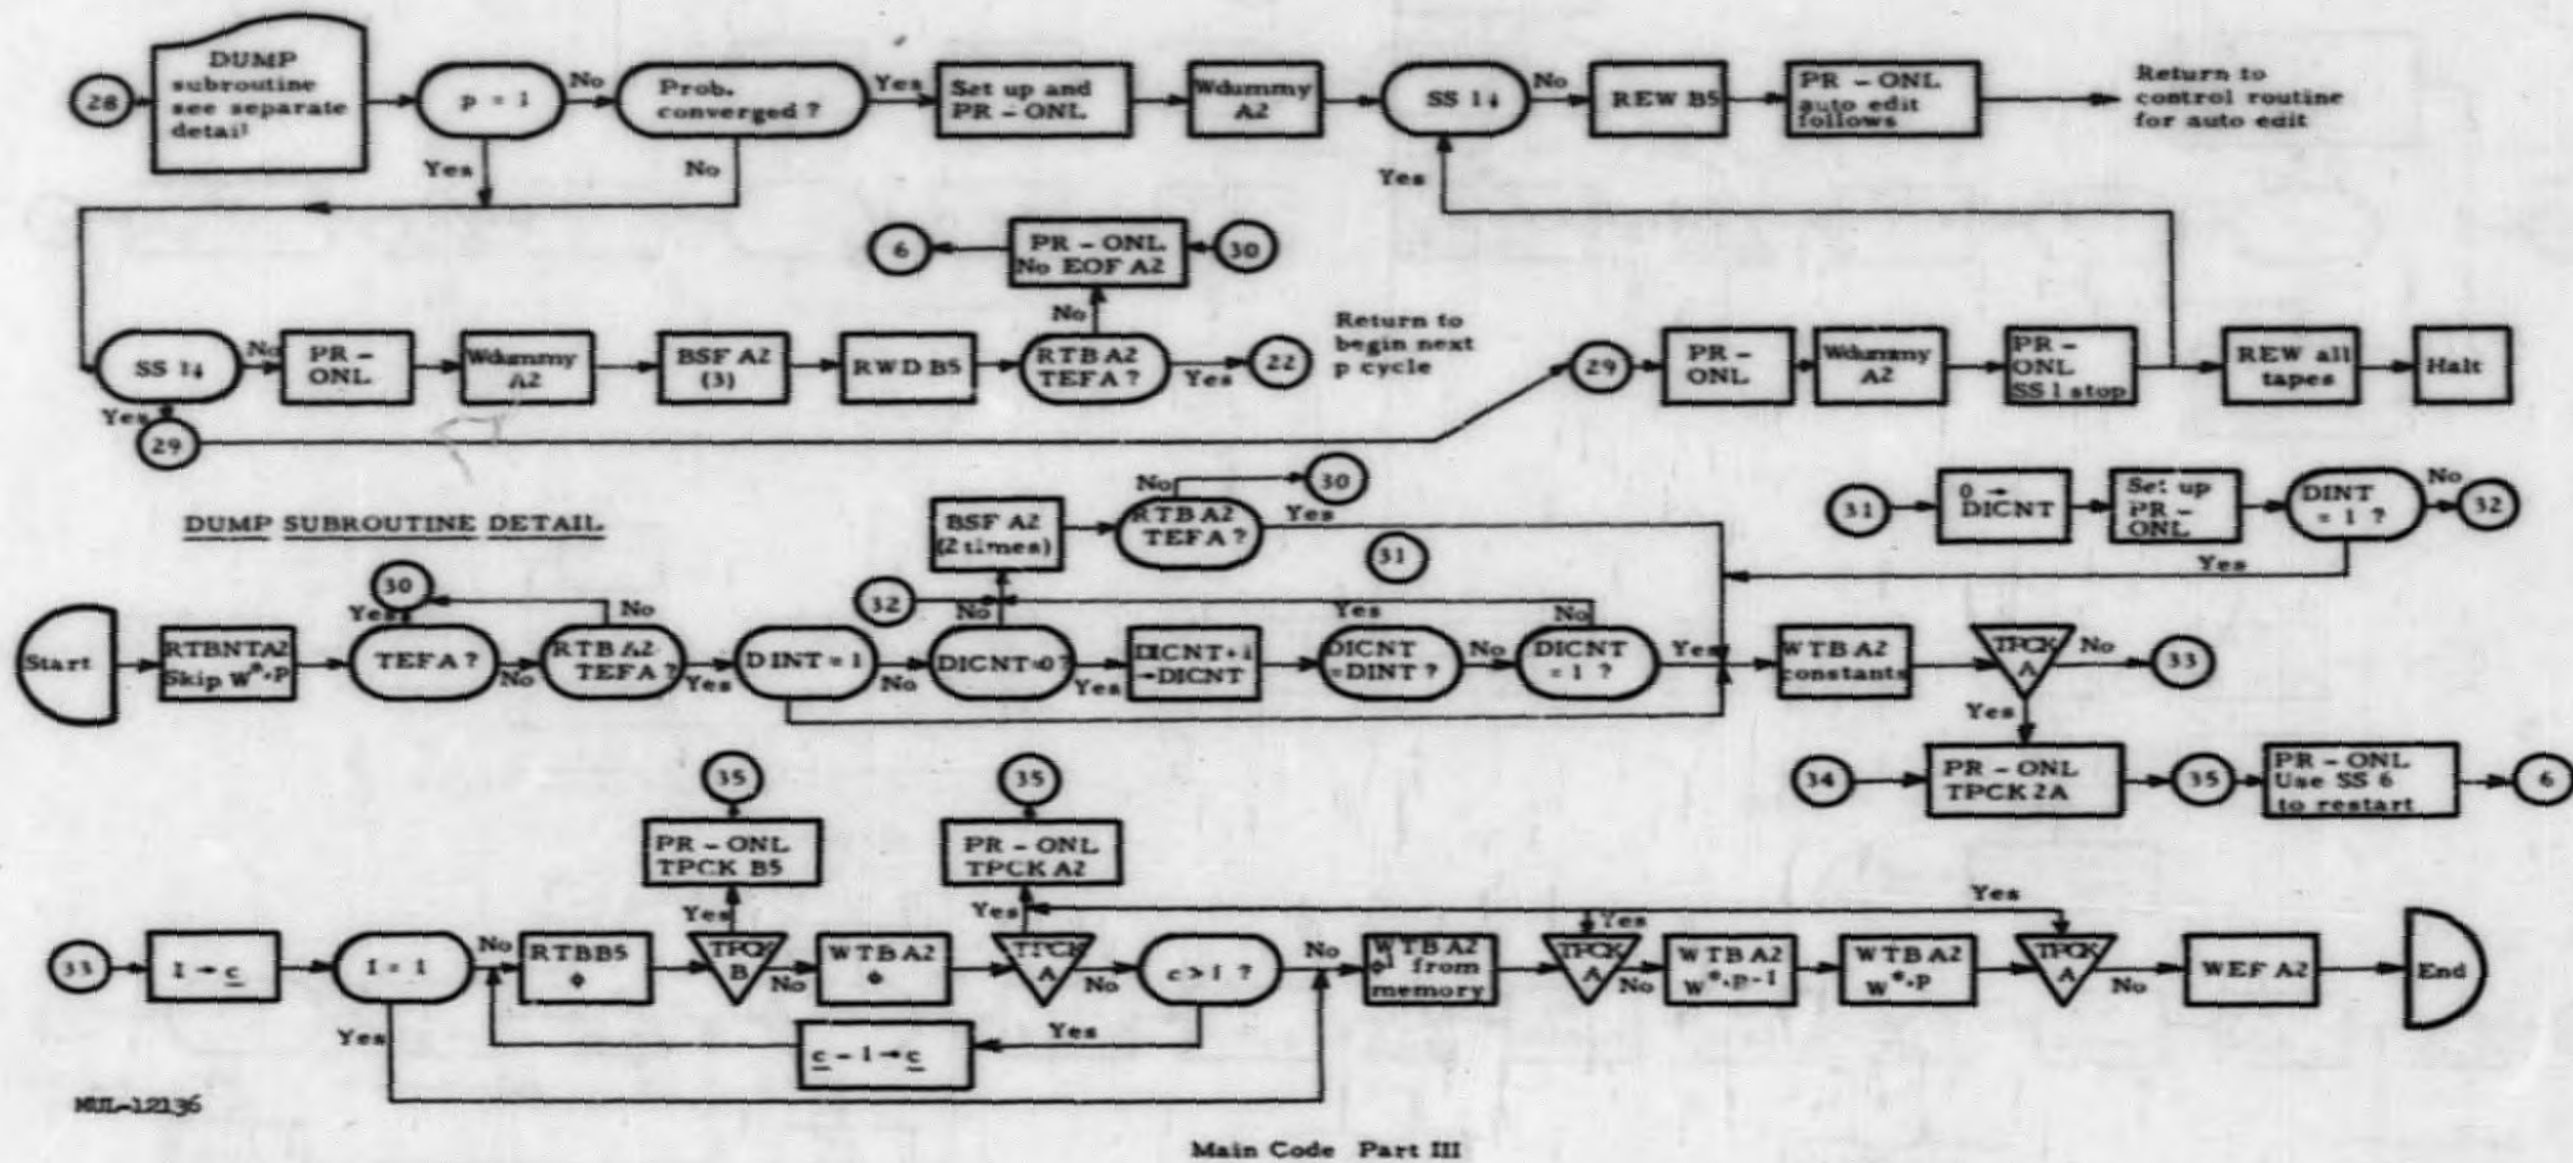 28
DUMP
subroutine
see separate
detail
p = 1
No
Yes
Prob.
converged ?
Yes
No
Set up and
PR - ONL
Wdummy
A2
SS 1↓
No
Yes
REW B5
PR - ONL
auto edit
follows
Return to
control routine
for auto edit
6
PR - ONL
No EOF A2
30
SS 1↓
No
Yes
29
PR -
ONL
Wdummy
A2
BSF A2
(3)
RWD B5
RTB A2
TEFA ?
No
Yes
22
Return to
begin next
p cycle
29
PR -
ONL
Wdummy
A2
PR -
ONL
SS 1 stop
REW all
tapes
Halt
DUMP SUBROUTINE DETAIL
BSF A2
(2 times)
RTB A2
TEFA ?
No
30
Yes
31
31
0 →
DICNT
Set up
PR -
ONL
DINT
= 1 ?
No
32
Yes
Start
RTBNTA2
Skip W*,P
TEFA ?
Yes
30
No
RTB A2
TEFA ?
No
Yes
DINT = 1
No
32
DICNT=0 ?
No
Yes
DICNT+1
→DICNT
DICNT
=DINT ?
Yes
No
DICNT
= 1 ?
No
Yes
WTB A2
constants
TPCK
A
No
33
Yes
34
PR - ONL
TPCK 2A
35
PR - ONL
Use SS 6
to restart
6
35
PR - ONL
TPCK B5
35
PR - ONL
TPCK A2
33
I → c
I = 1
No
Yes
RTBB5
ϕ
TPCK
B
Yes
No
WTB A2
ϕ
TPCK
A
Yes
No
c > 1 ?
No
Yes
c - 1 → c
WTB A2
from
memory
TPCK
A
Yes
No
WTB A2
W*,P-1
WTB A2
W*,P
TPCK
A
Yes
No
WEF A2
End
MUL-12136
Main Code Part III